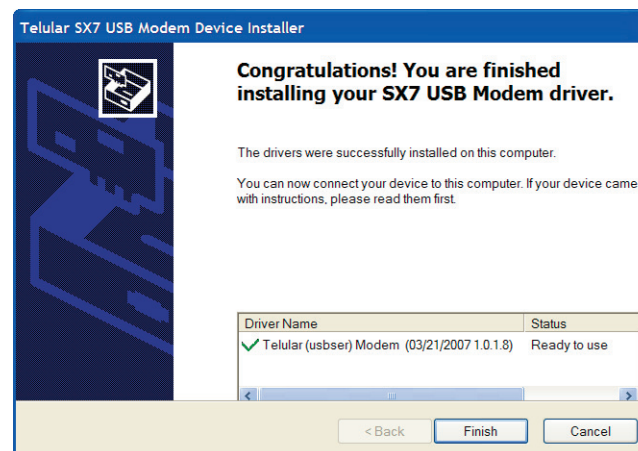 Telular SX7 USB Modem Device Installer
Congratulations! You are finished
installing your SX7 USB Modem driver.
The drivers were successfully installed on this computer.
You can now connect your device to this computer. If your device came
with instructions, please read them first.
Driver Name Status
Telular (usbser) Modem (03/21/2007 1.0.1.8) Ready to use
< Back Finish Cancel